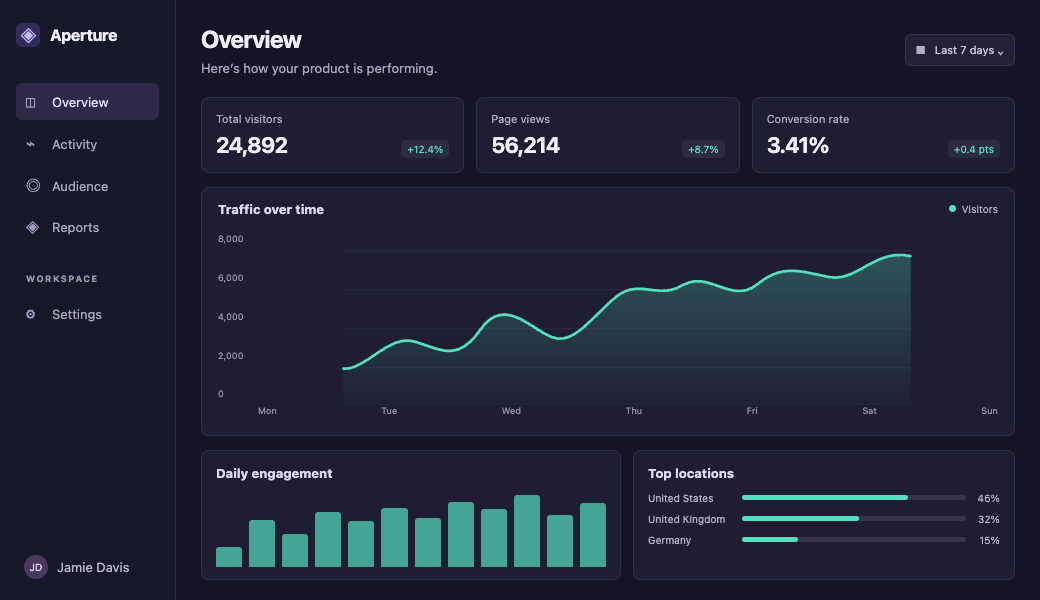 Aperture
Overview
Activity
Audience
Reports
WORKSPACE
Settings
JD Jamie Davis
Overview
Here's how your product is performing.
Last 7 days
Total visitors
24,892
+12.4%
Page views
56,214
+8.7%
Conversion rate
3.41%
+0.4 pts
Traffic over time
Visitors
8,000
6,000
4,000
2,000
0
Mon Tue Wed Thu Fri Sat Sun
Daily engagement
Top locations
United States 46%
United Kingdom 32%
Germany 15%